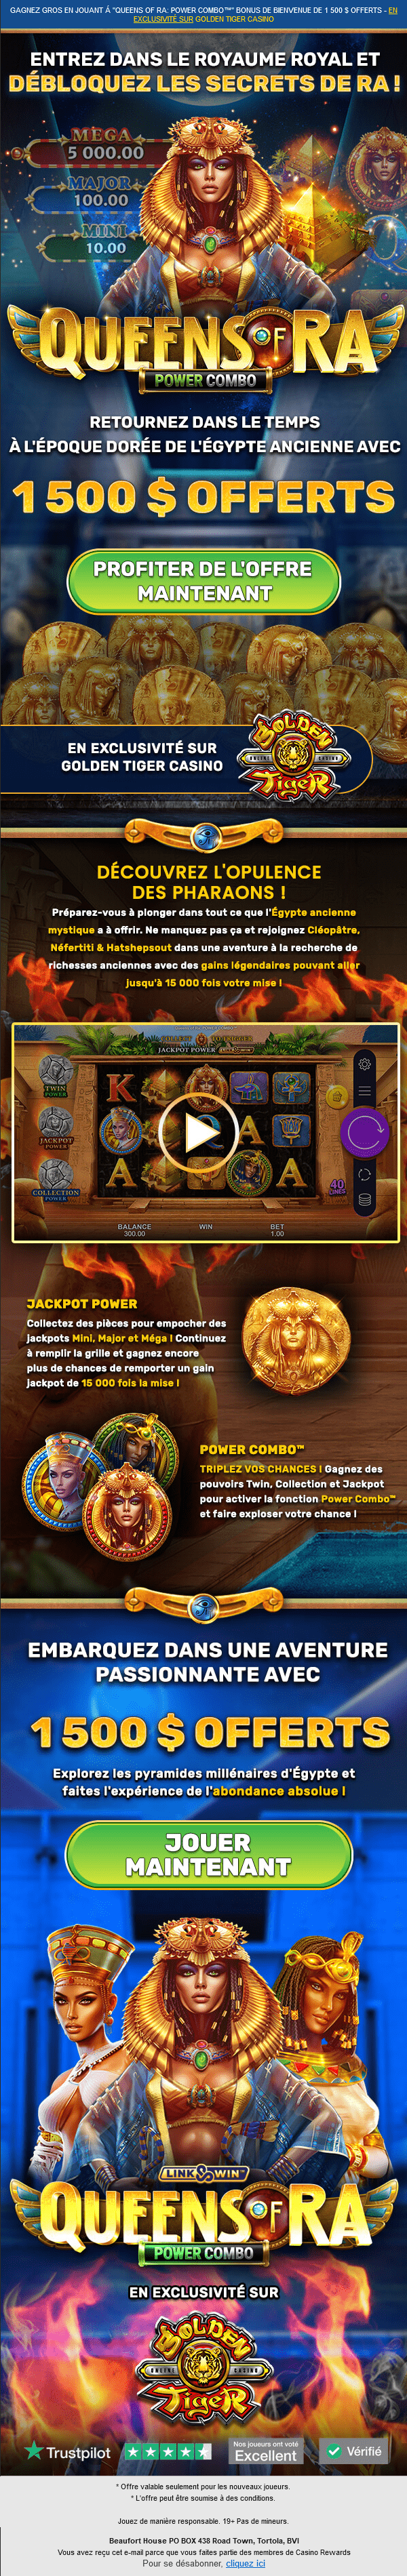 GAGNEZ GROS EN JOUANT Á "QUEENS OF RA: POWER COMBO™" BONUS DE BIENVENUE DE 1 500 $ OFFERTS - EN
EXCLUSIVITÉ SUR GOLDEN TIGER CASINO
ENTREZ DANS LE ROYAUME ROYAL ET
DÉBLOQUEZ LES SECRETS DE RA !
MEGA
5 000.00
MAJOR
100.00
MINI
10.00
QUEENS OF RA
POWER COMBO
RETOURNEZ DANS LE TEMPS
À L'ÉPOQUE DORÉE DE L'ÉGYPTE ANCIENNE AVEC
1 500 $ OFFERTS
PROFITER DE L'OFFRE
MAINTENANT
EN EXCLUSIVITÉ SUR
GOLDEN TIGER CASINO
GOLDEN
ONLINE CASINO
TIGER
DÉCOUVREZ L'OPULENCE
DES PHARAONS !
Préparez-vous à plonger dans tout ce que l'Égypte ancienne
mystique a à offrir. Ne manquez pas ça et rejoignez Cléopâtre,
Néfertiti & Hatshepsout dans une aventure à la recherche de
richesses anciennes avec des gains légendaires pouvant aller
jusqu'à 15 000 fois votre mise !
COLLECT TO TRIGGER
JACKPOT POWER
TWIN
POWER
JACKPOT
POWER
COLLECTION
POWER
K
A
A
A
40
LINES
BALANCE
300.00
WIN
BET
1.00
JACKPOT POWER
Collectez des pièces pour empocher des
jackpots Mini, Major et Méga ! Continuez
à remplir la grille et gagnez encore
plus de chances de remporter un gain
jackpot de 15 000 fois la mise !
POWER COMBO™
TRIPLEZ VOS CHANCES ! Gagnez des
pouvoirs Twin, Collection et Jackpot
pour activer la fonction Power Combo™
et faire exploser votre chance !
EMBARQUEZ DANS UNE AVENTURE
PASSIONNANTE AVEC
1 500 $ OFFERTS
Explorez les pyramides millénaires d'Égypte et
faites l'expérience de l'abondance absolue !
JOUER
MAINTENANT
LINK & WIN™
QUEENS OF RA
POWER COMBO
EN EXCLUSIVITÉ SUR
GOLDEN
ONLINE CASINO
TIGER
Trustpilot
Nos joueurs ont voté
Excellent
Vérifié
* Offre valable seulement pour les nouveaux joueurs.
* L'offre peut être soumise à des conditions.
Jouez de manière responsable. 19+ Pas de mineurs.
Beaufort House PO BOX 438 Road Town, Tortola, BVI
Vous avez reçu cet e-mail parce que vous faites partie des membres de Casino Rewards
Pour se désabonner, cliquez ici